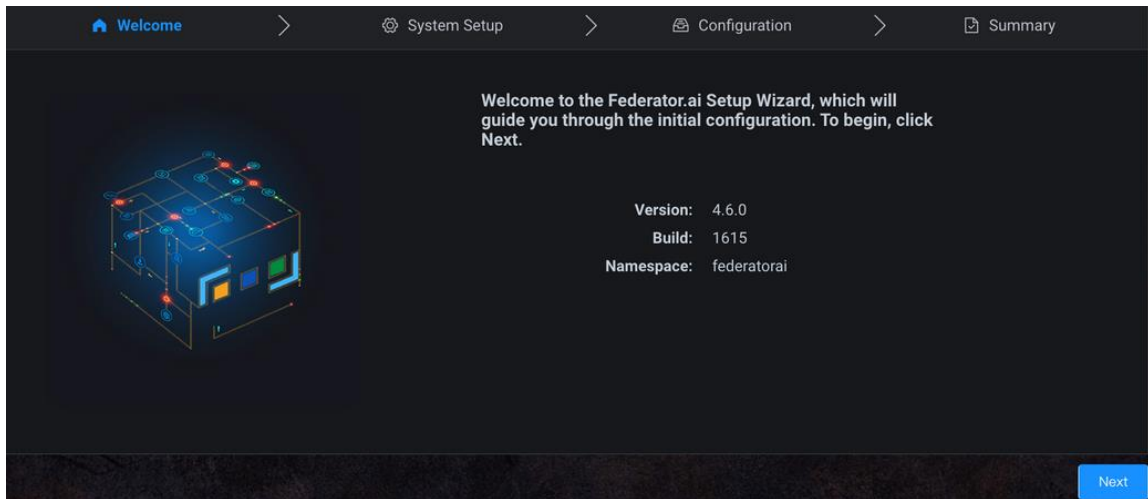 Welcome
System Setup
Configuration
Summary
Welcome to the Federator.ai Setup Wizard, which will
guide you through the initial configuration. To begin, click
Next.
Version: 4.6.0
Build: 1615
Namespace: federatorai
Next